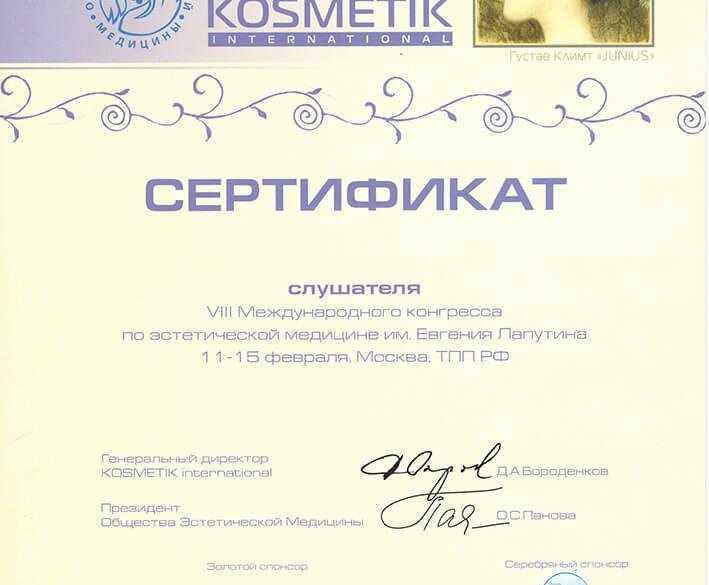 О МЕДИЦИНЫ И
KOSMETIK
INTERNATIONAL
Густав Климт «JUNIUS»
СЕРТИФИКАТ
слушателя
VIII Международного конгресса
по эстетической медицине им. Евгения Лапутина
11-15 февраля, Москва, ТПП РФ
Генеральный директор
KOSMETIK international
Д.А.Бороденков
Президент
Общества Эстетической Медицины
О.С.Панова
Золотой спонсор:
Серебряный спонсор: